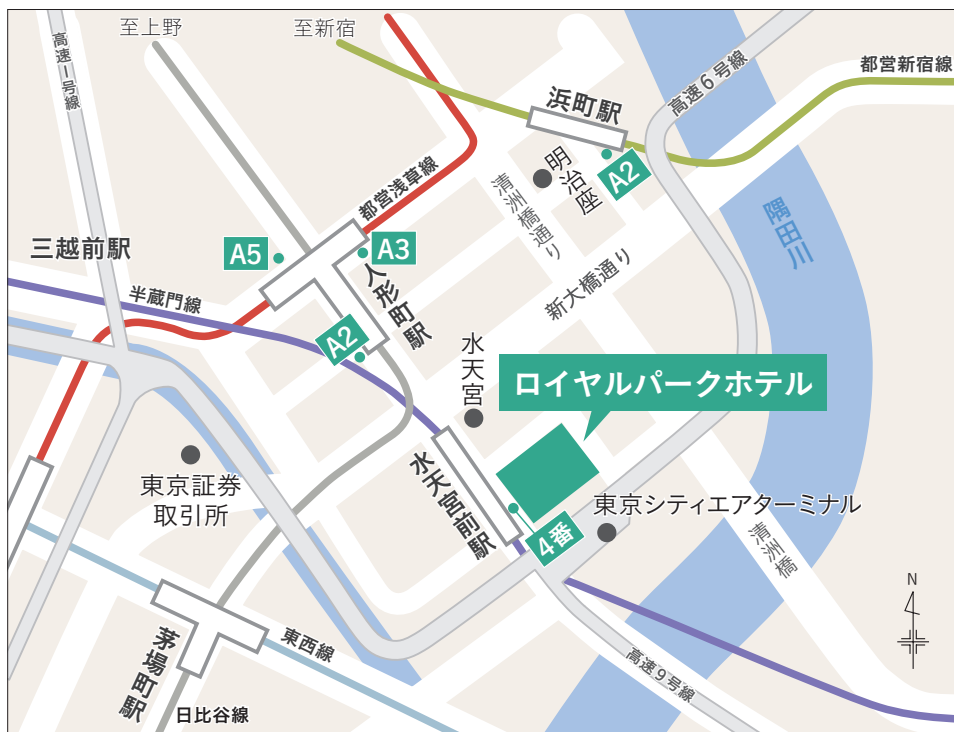 至上野
至新宿
高速1号線
都営新宿線
高速6号線
浜町駅
明治座
A2
清洲橋通り
都営浅草線
隅田川
三越前駅
A5
A3
人形町駅
新大橋通り
半蔵門線
A2
水天宮
ロイヤルパークホテル
水天宮前駅
東京証券
取引所
東京シティエアターミナル
4番
清洲橋
N
東西線
茅場町駅
日比谷線
高速9号線